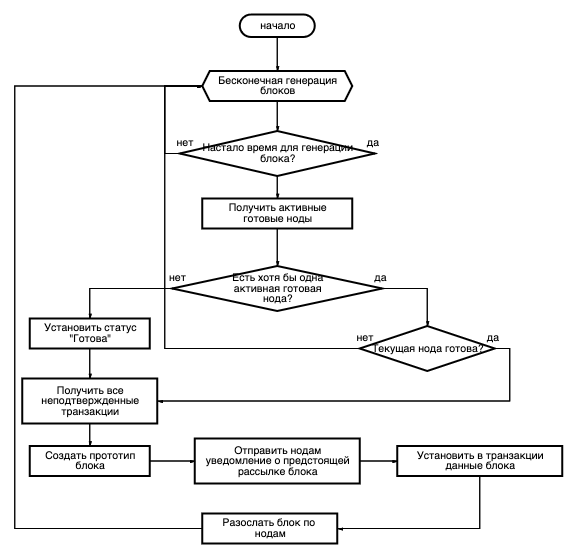 начало
Бесконечная генерация
блоков
нет
да
Настало время для генерации
блока?
Получить активные
готовые ноды
нет
да
Есть хотя бы одна
активная готовая
нода?
Установить статус
"Готова"
нет
да
Текущая нода готова?
Получить все
неподтвержденные
транзакции
Создать прототип
блока
Отправить нодам
уведомление о предстоящей
рассылке блока
Установить в транзакции
данные блока
Разослать блок по
нодам